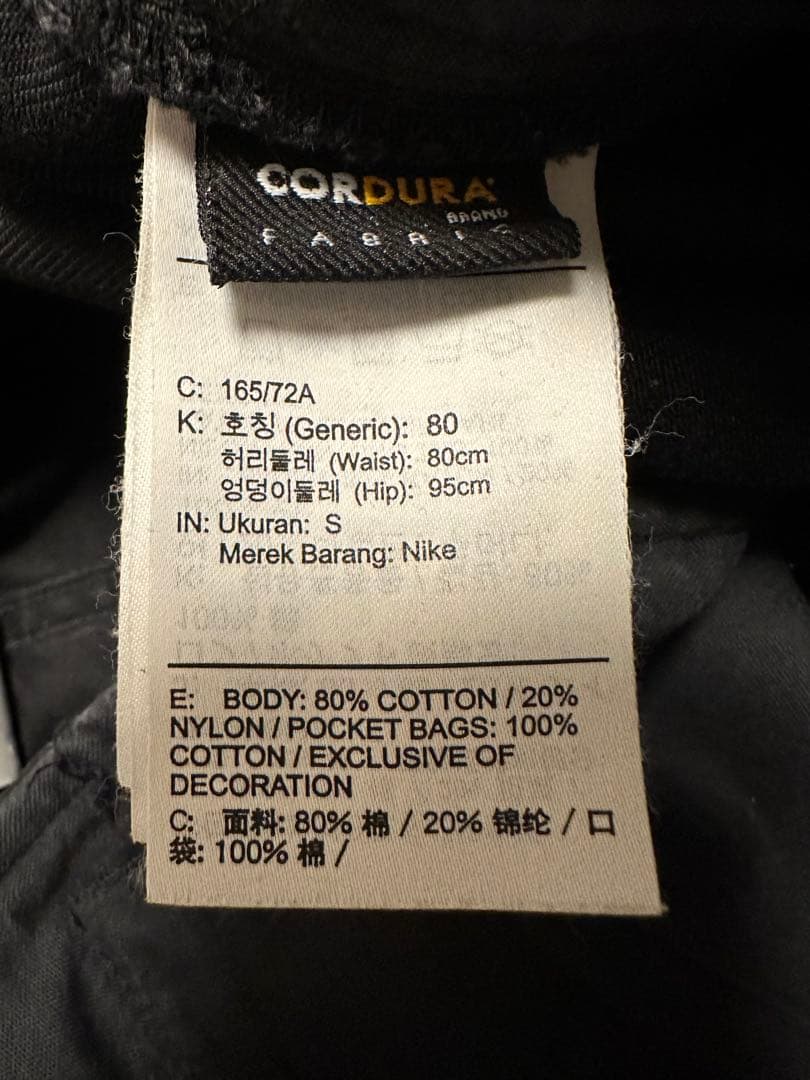 CORDURA
BRAND
FABRIC
C: 165/72A
K: 호칭 (Generic): 80
허리둘레 (Waist): 80cm
엉덩이둘레 (Hip): 95cm
IN: Ukuran: S
Merek Barang: Nike
E: BODY: 80% COTTON / 20%
NYLON / POCKET BAGS: 100%
COTTON / EXCLUSIVE OF
DECORATION
C: 面料: 80% 棉 / 20% 锦纶 / 口
袋: 100% 棉 /